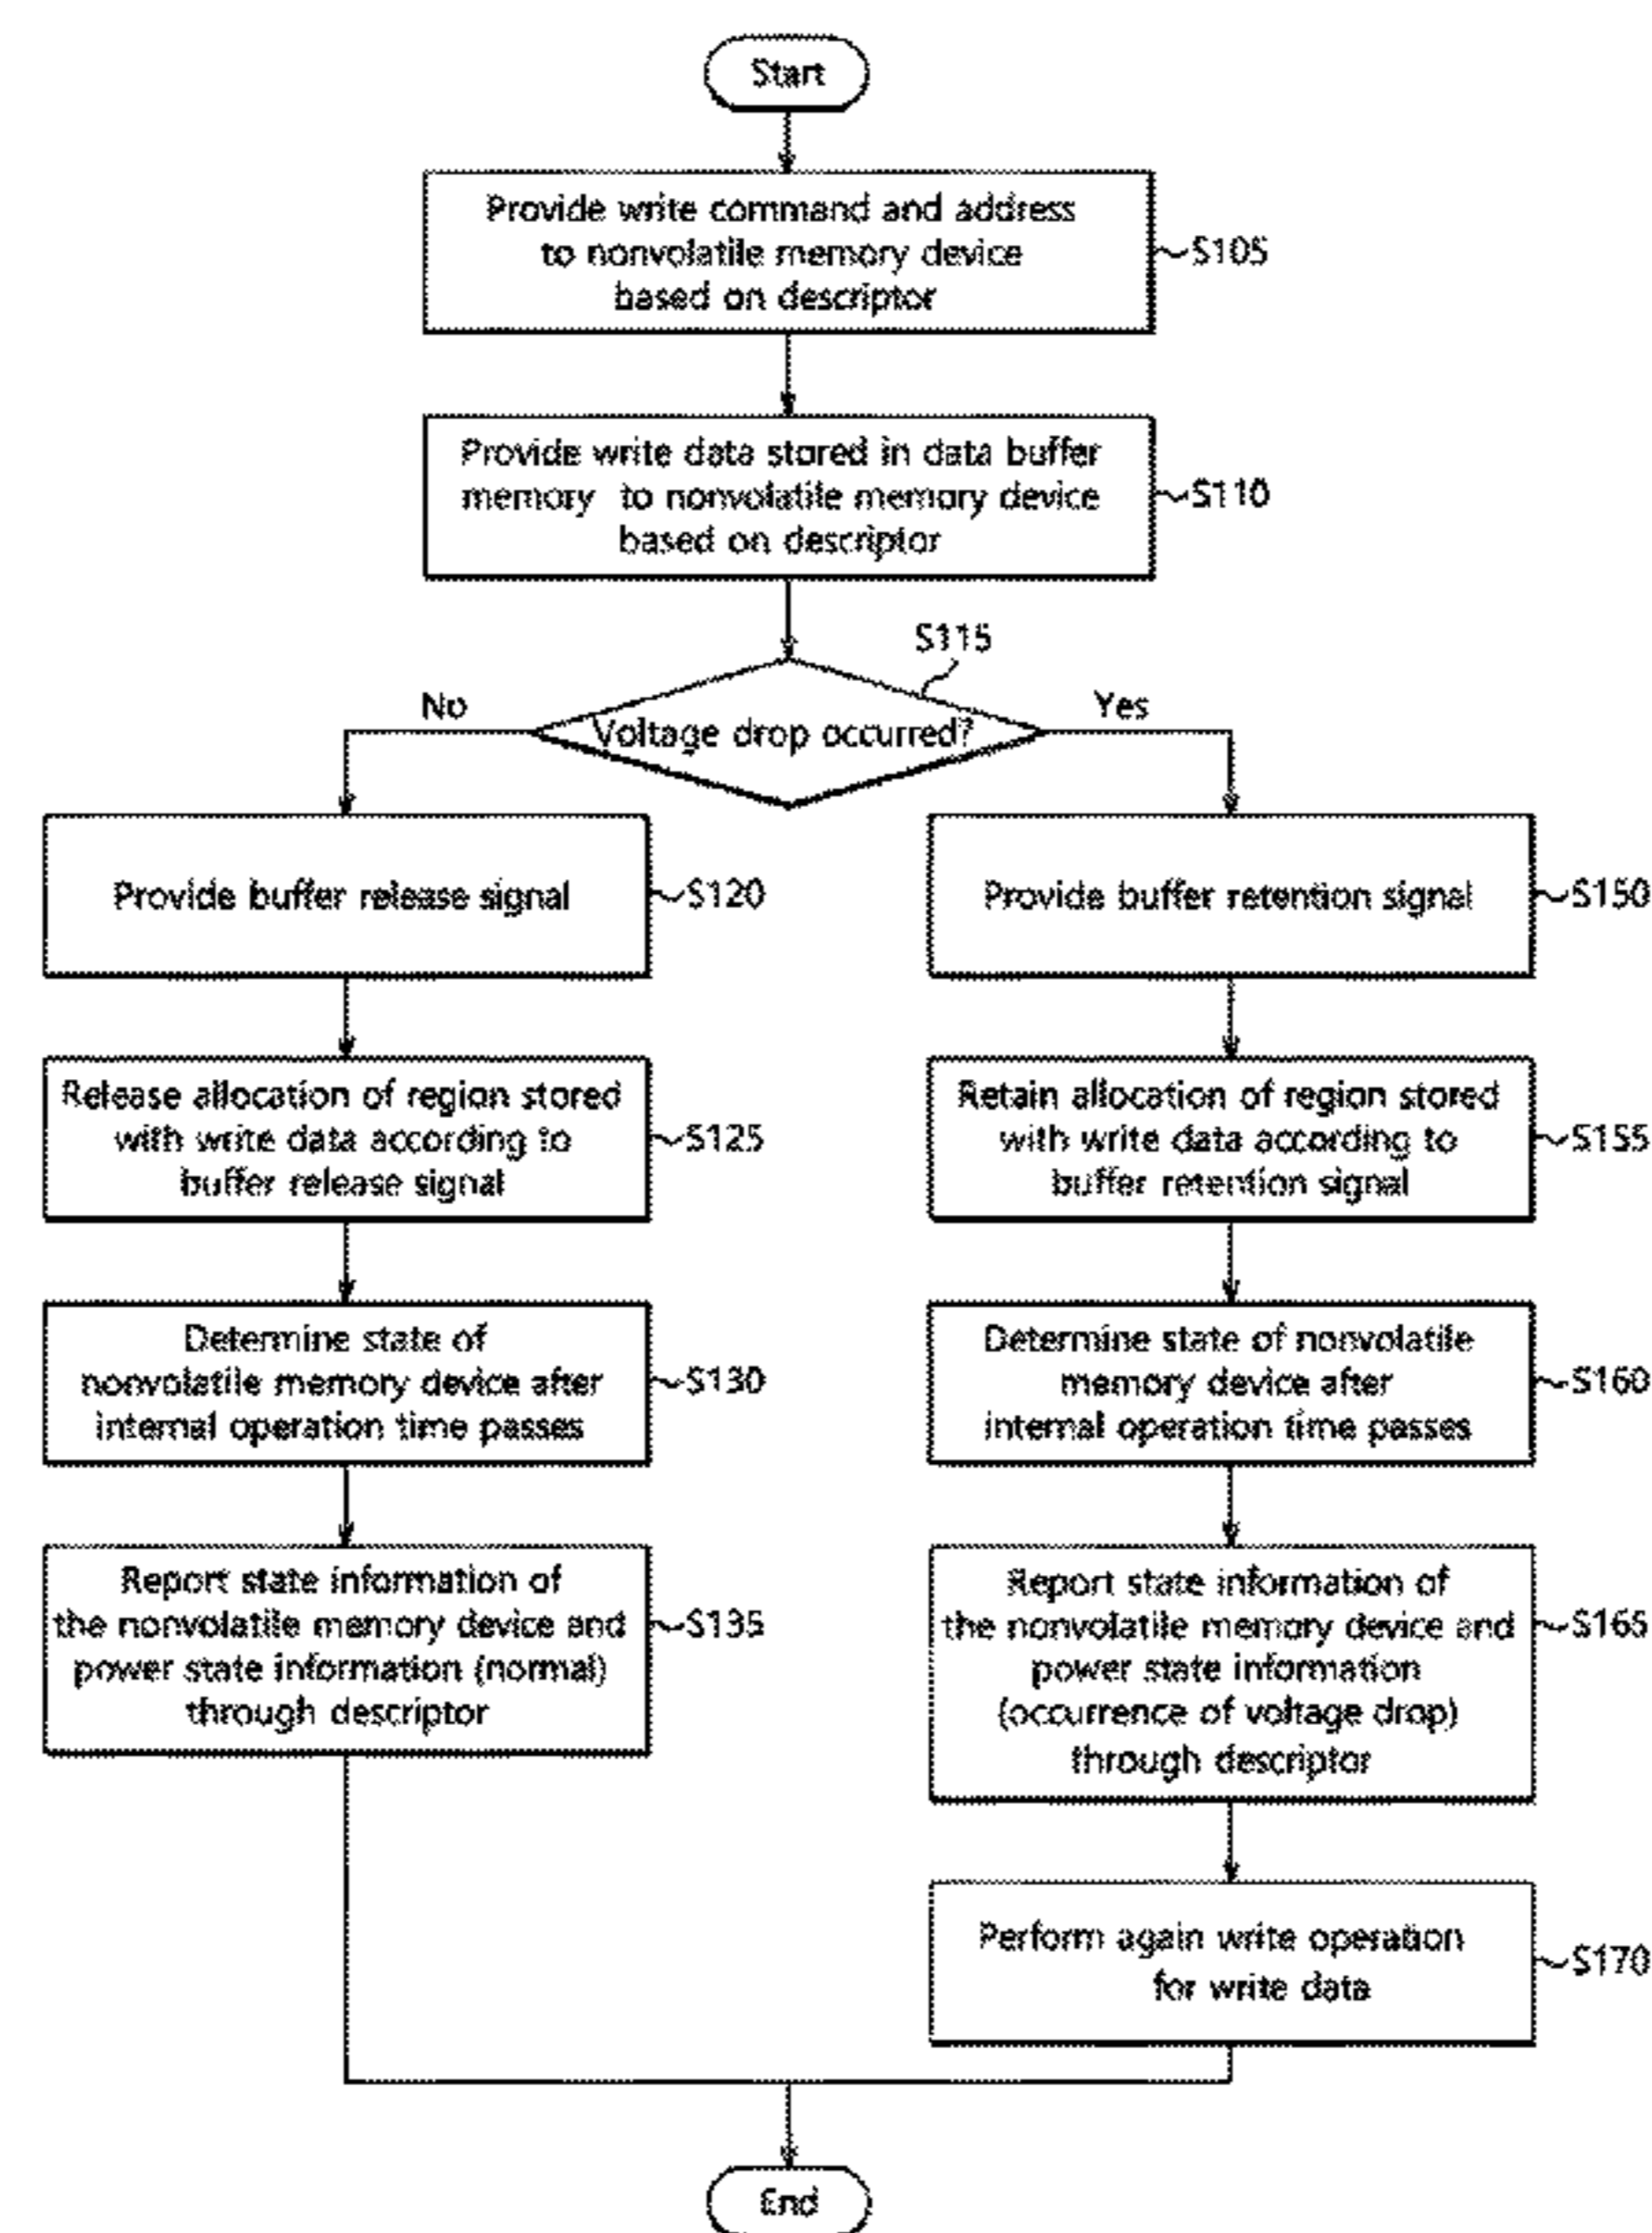 Start
Provide write command and address
to nonvolatile memory device
based on descriptor
S105
Provide write data stored in data buffer
memory to nonvolatile memory device
based on descriptor
S110
S115
Voltage drop occurred?
No
Yes
Provide buffer release signal
S120
Release allocation of region stored
with write data according to
buffer release signal
S125
Determine state of
nonvolatile memory device after
internal operation time passes
S130
Report state information of
the nonvolatile memory device and
power state information (normal)
through descriptor
S135
Provide buffer retention signal
S150
Retain allocation of region stored
with write data according to
buffer retention signal
S155
Determine state of nonvolatile
memory device after
internal operation time passes
S160
Report state information of
the nonvolatile memory device and
power state information
(occurrence of voltage drop)
through descriptor
S165
Perform again write operation
for write data
S170
End